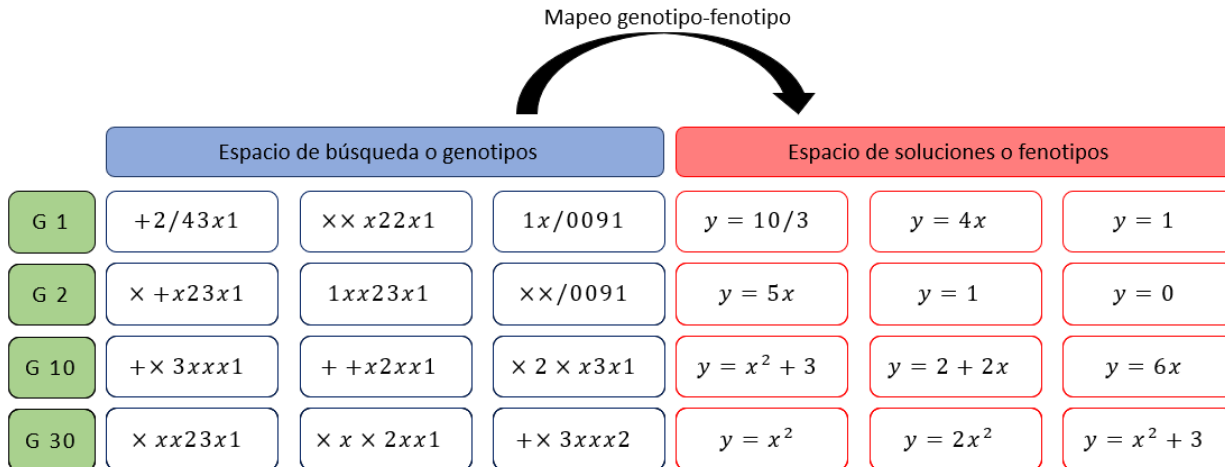 Mapeo genotipo-fenotipo
Espacio de búsqueda o genotipos Espacio de soluciones o fenotipos
G 1 +2/43x1 ×× x22x1 1x/0091 y = 10/3 y = 4x y = 1
G 2 × +x23x1 1xx23x1 ××/0091 y = 5x y = 1 y = 0
G 10 +× 3xxx1 + +x2xx1 × 2 × x3x1 y = x² + 3 y = 2 + 2x y = 6x
G 30 × xx23x1 × x × 2xx1 +× 3xxx2 y = x² y = 2x² y = x² + 3